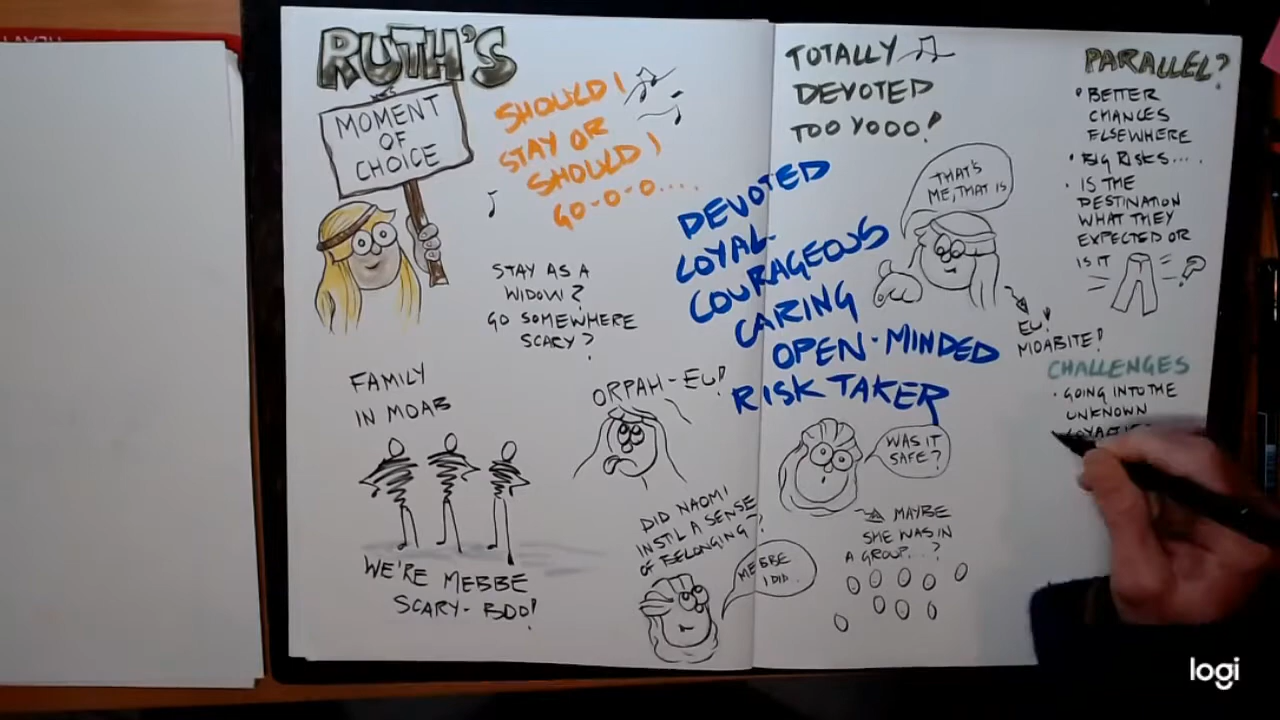 RUTH'S
MOMENT
OF
CHOICE
SHOULD I
STAY OR
SHOULD I
GO-O-O....
STAY AS A
WIDOW?
GO SOMEWHERE
SCARY?
FAMILY
IN MOAB
WE'RE MEBBE
SCARY - BOO!
ORPAH - EU!
DID NAOMI
INSTIL A SENSE
OF BELONGING?
MEBBE
I DID.
TOTALLY
DEVOTED
TOO YOOO!
DEVOTED
LOYAL
COURAGEOUS
CARING
OPEN-MINDED
RISK TAKER
THAT'S
ME, THAT IS
EU!
MOABITE!
WAS IT
SAFE?
MAYBE
SHE WAS IN
A GROUP...?
PARALLEL?
• BETTER
CHANCES
ELSEWHERE
• BIG RISKS....
• IS THE
DESTINATION
WHAT THEY
EXPECTED OR
IS IT
?
CHALLENGES
• GOING INTO THE
UNKNOWN
logi